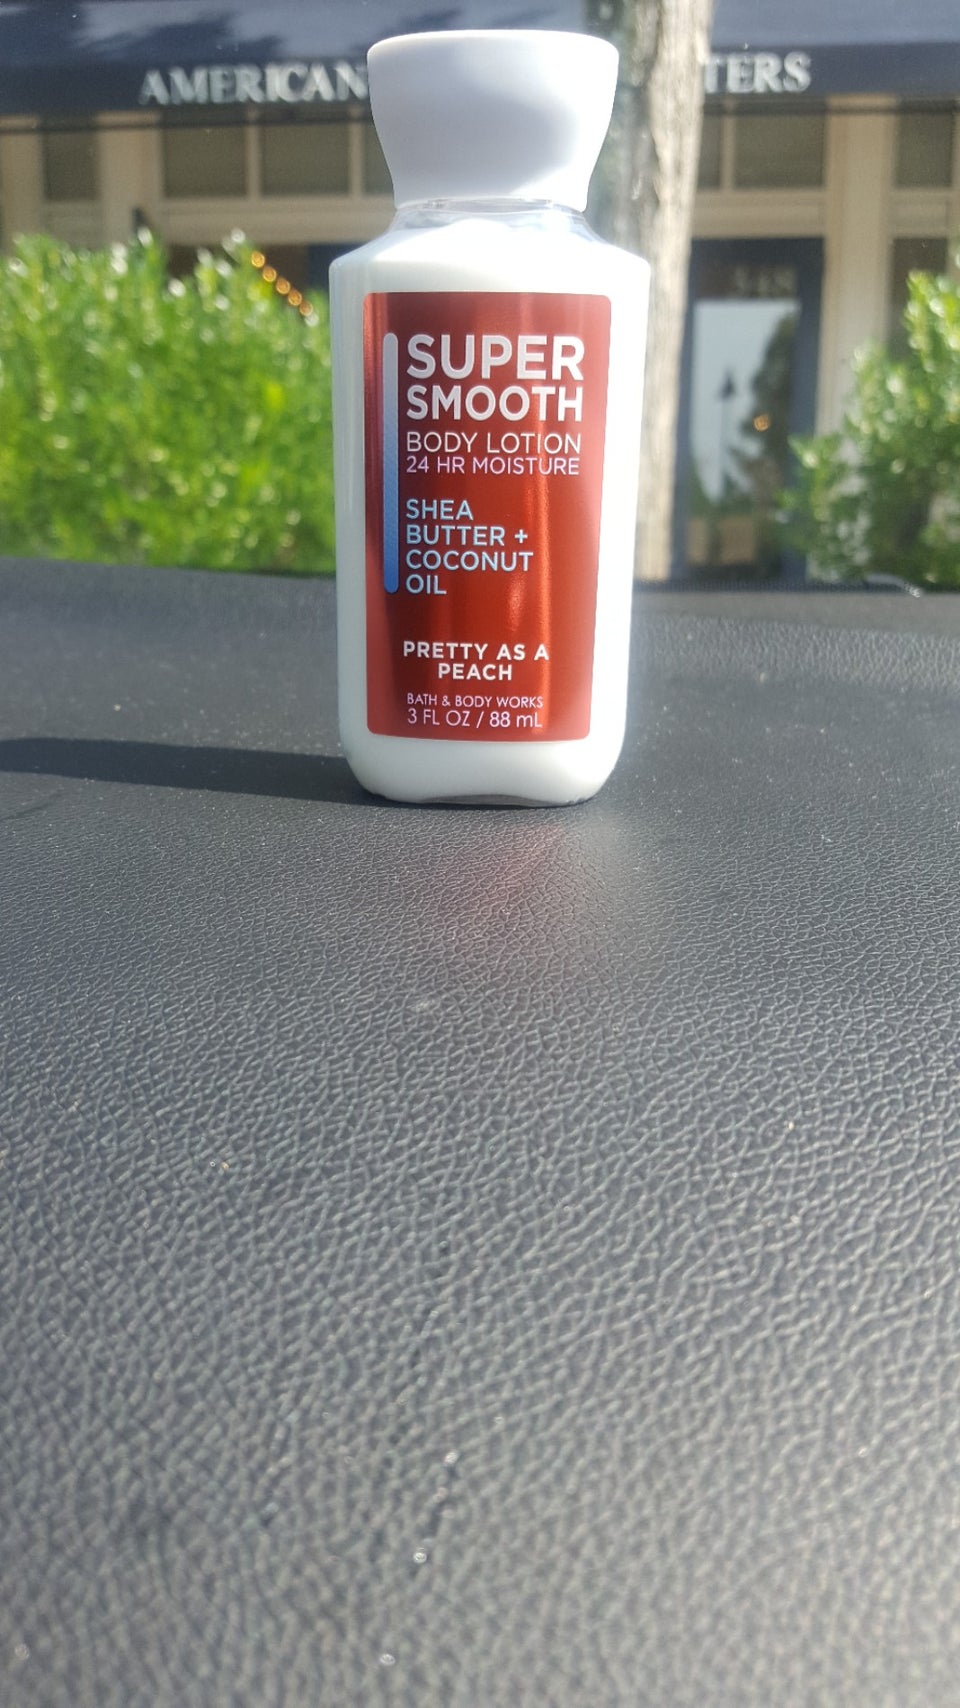 AMERICAN
TERS
348
SUPER
SMOOTH
BODY LOTION
24 HR MOISTURE
SHEA
BUTTER +
COCONUT
OIL
PRETTY AS A
PEACH
BATH & BODY WORKS
3 FL OZ / 88 mL